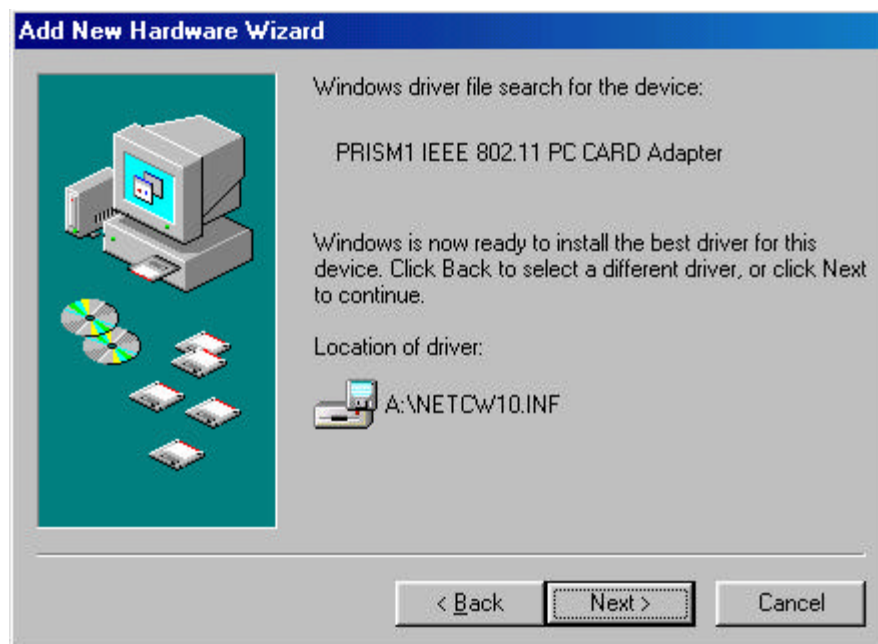 Add New Hardware Wizard
Windows driver file search for the device:
PRISM1 IEEE 802.11 PC CARD Adapter
Windows is now ready to install the best driver for this
device. Click Back to select a different driver, or click Next
to continue.
Location of driver:
A:\NETCW10.INF
< Back
Next >
Cancel